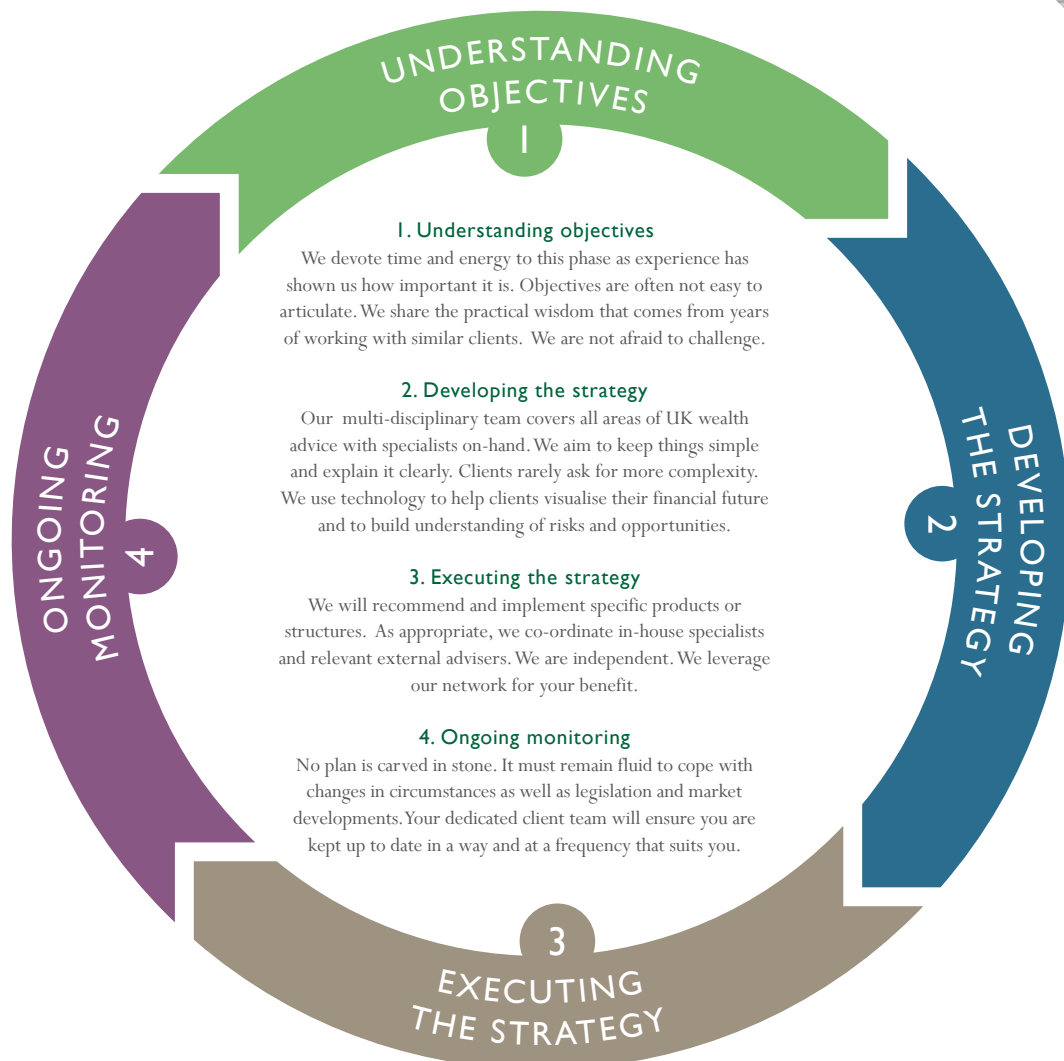 UNDERSTANDING
OBJECTIVES
1
1. Understanding objectives
We devote time and energy to this phase as experience has
shown us how important it is. Objectives are often not easy to
articulate. We share the practical wisdom that comes from years
of working with similar clients.  We are not afraid to challenge.
2. Developing the strategy
Our  multi-disciplinary team covers all areas of UK wealth
advice with specialists on-hand. We aim to keep things simple
and explain it clearly. Clients rarely ask for more complexity.
We use technology to help clients visualise their financial future
and to build understanding of risks and opportunities.
3. Executing the strategy
We will recommend and implement specific products or
structures.  As appropriate, we co-ordinate in-house specialists
and relevant external advisers. We are independent. We leverage
our network for your benefit.
4. Ongoing monitoring
No plan is carved in stone. It must remain fluid to cope with
changes in circumstances as well as legislation and market
developments. Your dedicated client team will ensure you are
kept up to date in a way and at a frequency that suits you.
DEVELOPING
THE STRATEGY
2
3
EXECUTING
THE STRATEGY
ONGOING
MONITORING
4